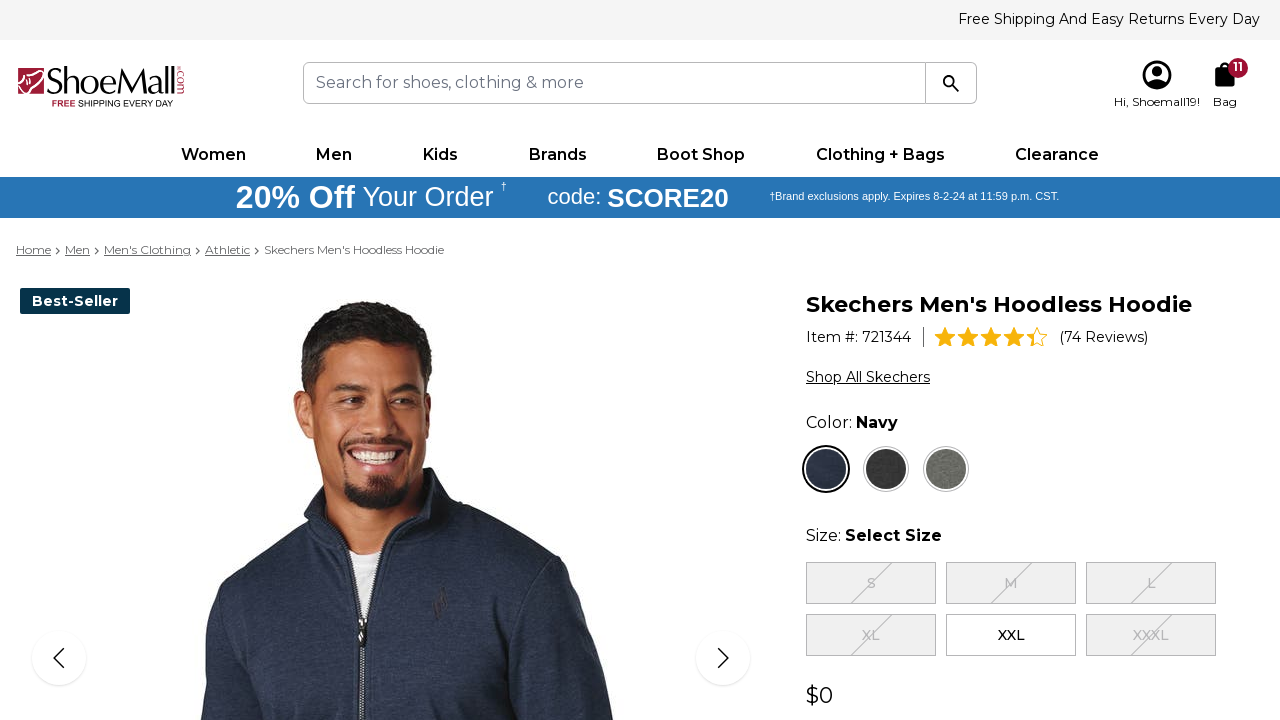 Free Shipping And Easy Returns Every Day
ShoeMall.com
FREE SHIPPING EVERY DAY
Search for shoes, clothing & more
Hi, Shoemall19!
11
Bag
Women Men Kids Brands Boot Shop Clothing + Bags Clearance
20% Off Your Order † code: SCORE20 †Brand exclusions apply. Expires 8-2-24 at 11:59 p.m. CST.
Home > Men > Men's Clothing > Athletic > Skechers Men's Hoodless Hoodie
Best-Seller
Skechers Men's Hoodless Hoodie
Item #: 721344 (74 Reviews)
Shop All Skechers
Color: Navy
Size: Select Size
S M L
XL XXL XXXL
$0